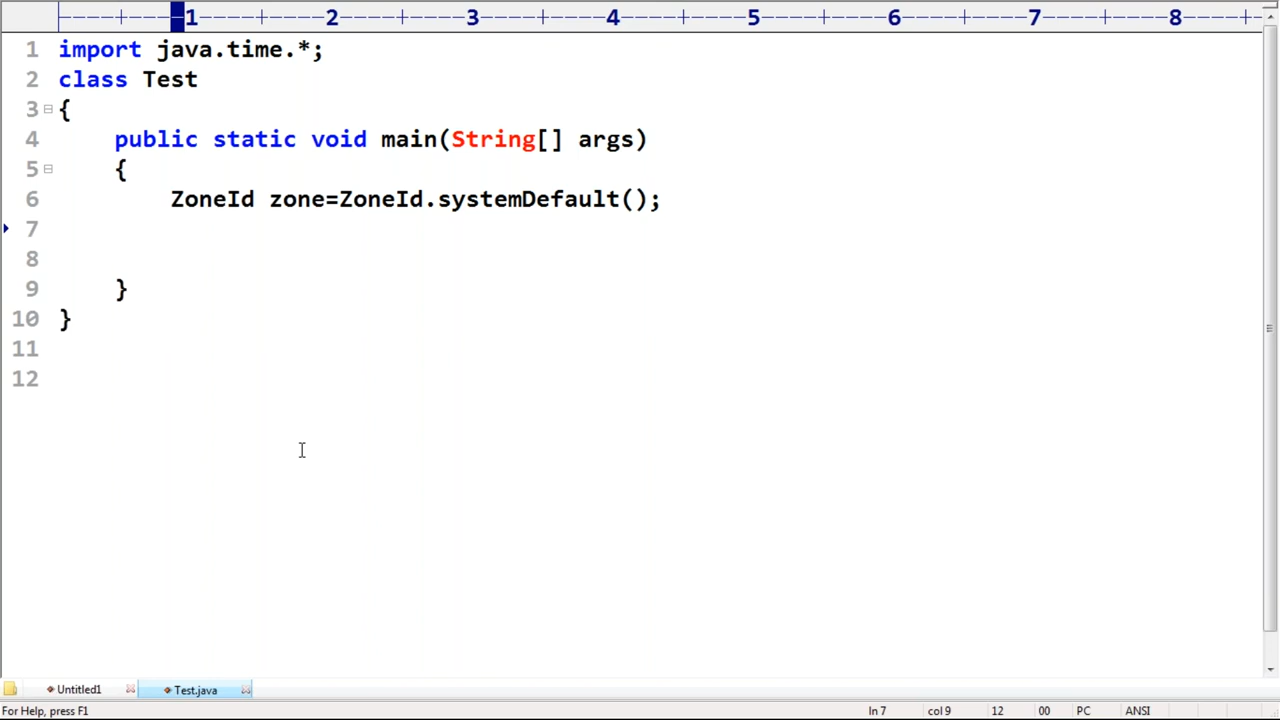 1 2 3 4 5 6 7 8
1 import java.time.*;
2 class Test
3 {
4 public static void main(String[] args)
5 {
6 ZoneId zone=ZoneId.systemDefault();
7
8
9 }
10 }
11
12
Untitled1 Test.java
For Help, press F1 ln 7 col 9 12 00 PC ANSI